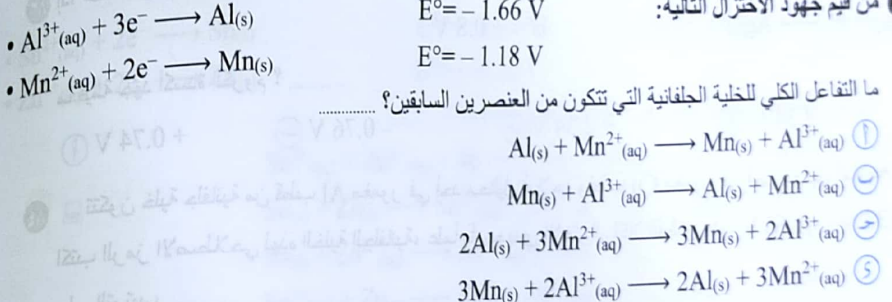 من قيم جهود الاختزال التالية:
• Al³⁺(aq) + 3e⁻ ⟶ Al(s) E°= – 1.66 V
• Mn²⁺(aq) + 2e⁻ ⟶ Mn(s) E°= – 1.18 V
ما التفاعل الكلي للخلية الجلفانية التي تتكون من العنصرين السابقين؟ ................
أ Al(s) + Mn²⁺(aq) ⟶ Mn(s) + Al³⁺(aq)
ب Mn(s) + Al³⁺(aq) ⟶ Al(s) + Mn²⁺(aq)
ج 2Al(s) + 3Mn²⁺(aq) ⟶ 3Mn(s) + 2Al³⁺(aq)
د 3Mn(s) + 2Al³⁺(aq) ⟶ 2Al(s) + 3Mn²⁺(aq)